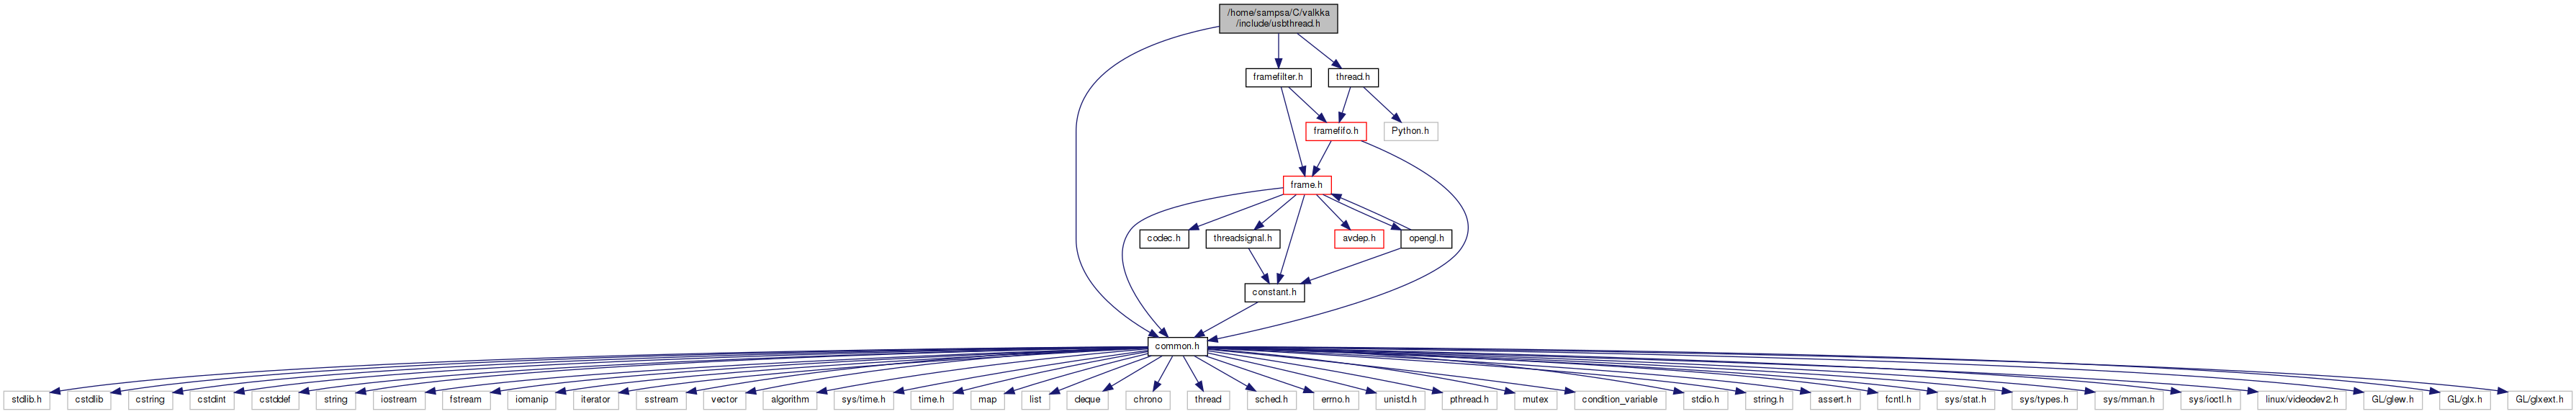 /home/sampsa/C/valkka
/include/usbthread.h
framefilter.h
thread.h
framefifo.h
Python.h
frame.h
codec.h
threadsignal.h
avdep.h
opengl.h
constant.h
common.h
stdlib.h
cstdlib
cstring
cstdint
cstddef
string
iostream
fstream
iomanip
iterator
sstream
vector
algorithm
sys/time.h
time.h
map
list
deque
chrono
thread
sched.h
errno.h
unistd.h
pthread.h
mutex
condition_variable
stdio.h
string.h
assert.h
fcntl.h
sys/stat.h
sys/types.h
sys/mman.h
sys/ioctl.h
linux/videodev2.h
GL/glew.h
GL/glx.h
GL/glxext.h